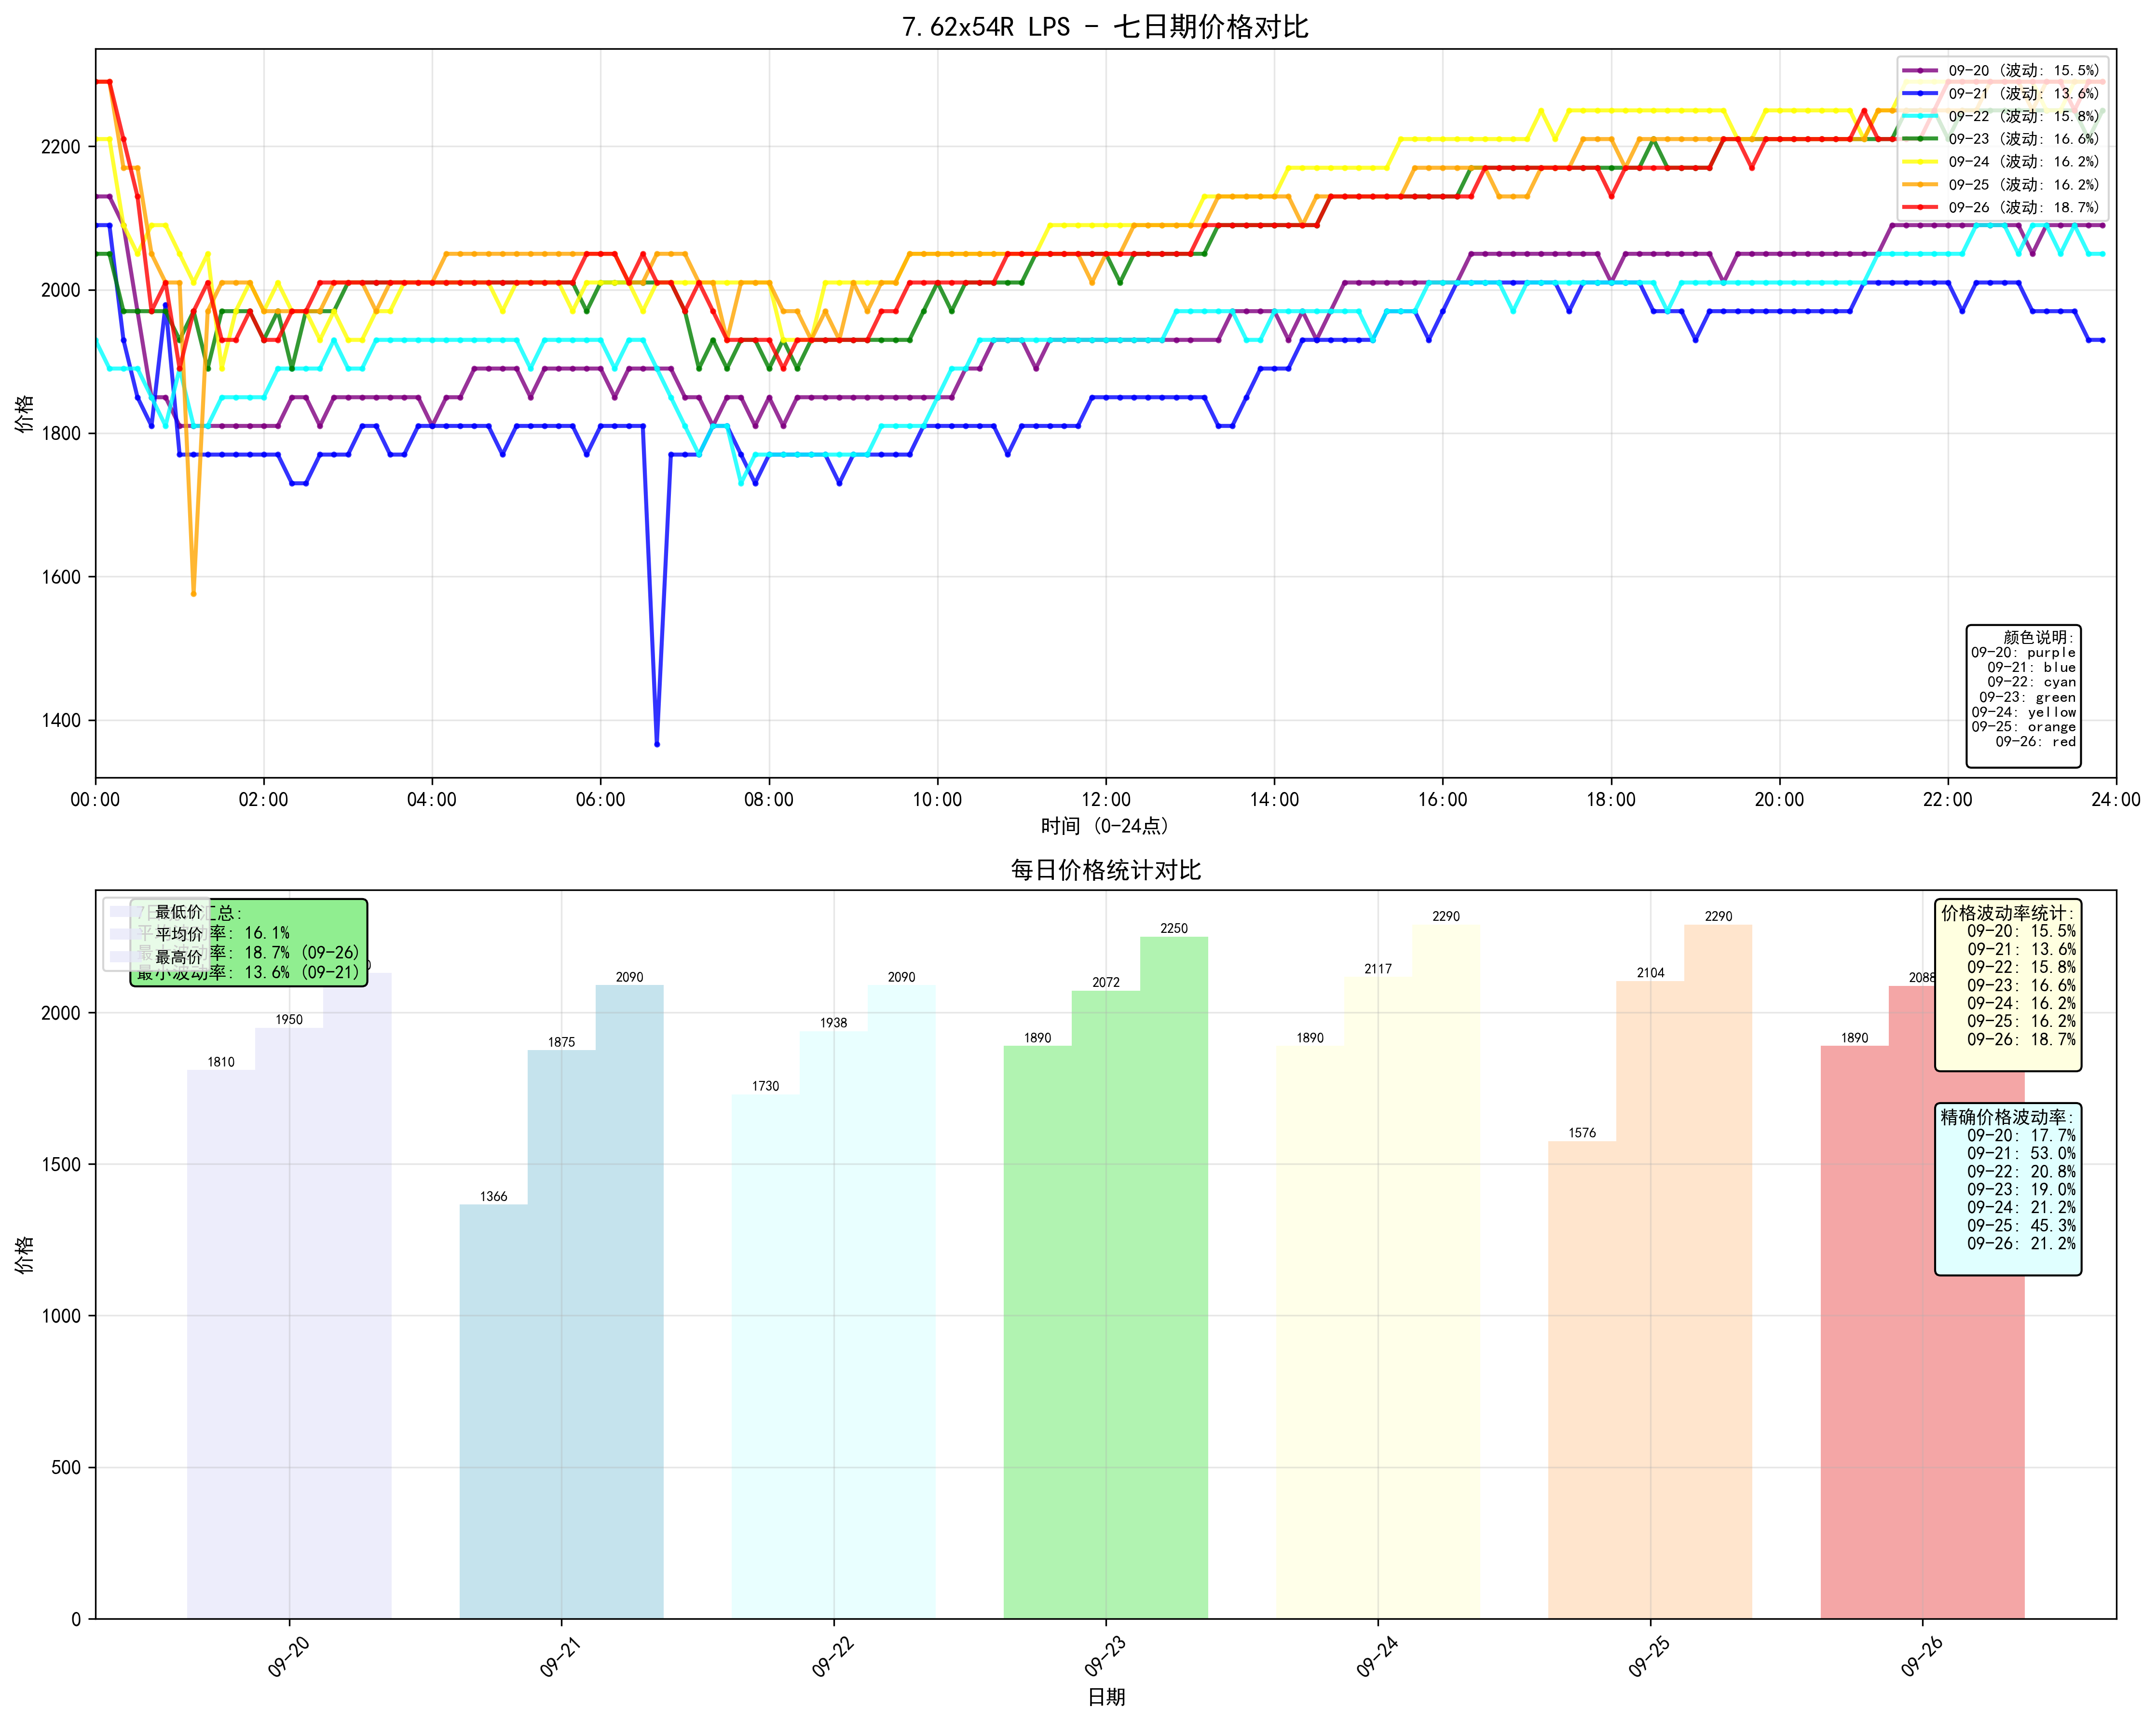 7.62x54R LPS - 七日期价格对比
09-20 (波动: 15.5%)
09-21 (波动: 13.6%)
09-22 (波动: 15.8%)
09-23 (波动: 16.6%)
09-24 (波动: 16.2%)
09-25 (波动: 16.2%)
09-26 (波动: 18.7%)
2200
2000
1800
1600
1400
价格
颜色说明:
09-20: purple
09-21: blue
09-22: cyan
09-23: green
09-24: yellow
09-25: orange
09-26: red
00:00 02:00 04:00 06:00 08:00 10:00 12:00 14:00 16:00 18:00 20:00 22:00 24:00
时间 (0-24点)
每日价格统计对比
最低价
平均价
最高价
汇总:
率: 16.1%
率: 18.7% (09-26)
最小波动率: 13.6% (09-21)
价格波动率统计:
09-20: 15.5%
09-21: 13.6%
09-22: 15.8%
09-23: 16.6%
09-24: 16.2%
09-25: 16.2%
09-26: 18.7%
精确价格波动率:
09-20: 17.7%
09-21: 53.0%
09-22: 20.8%
09-23: 19.0%
09-24: 21.2%
09-25: 45.3%
09-26: 21.2%
1810 1950
1366 1875 2090
1730 1938 2090
1890 2072 2250
1890 2117 2290
1576 2104 2290
1890 2088
2000
1500
1000
500
0
价格
09-20 09-21 09-22 09-23 09-24 09-25 09-26
日期